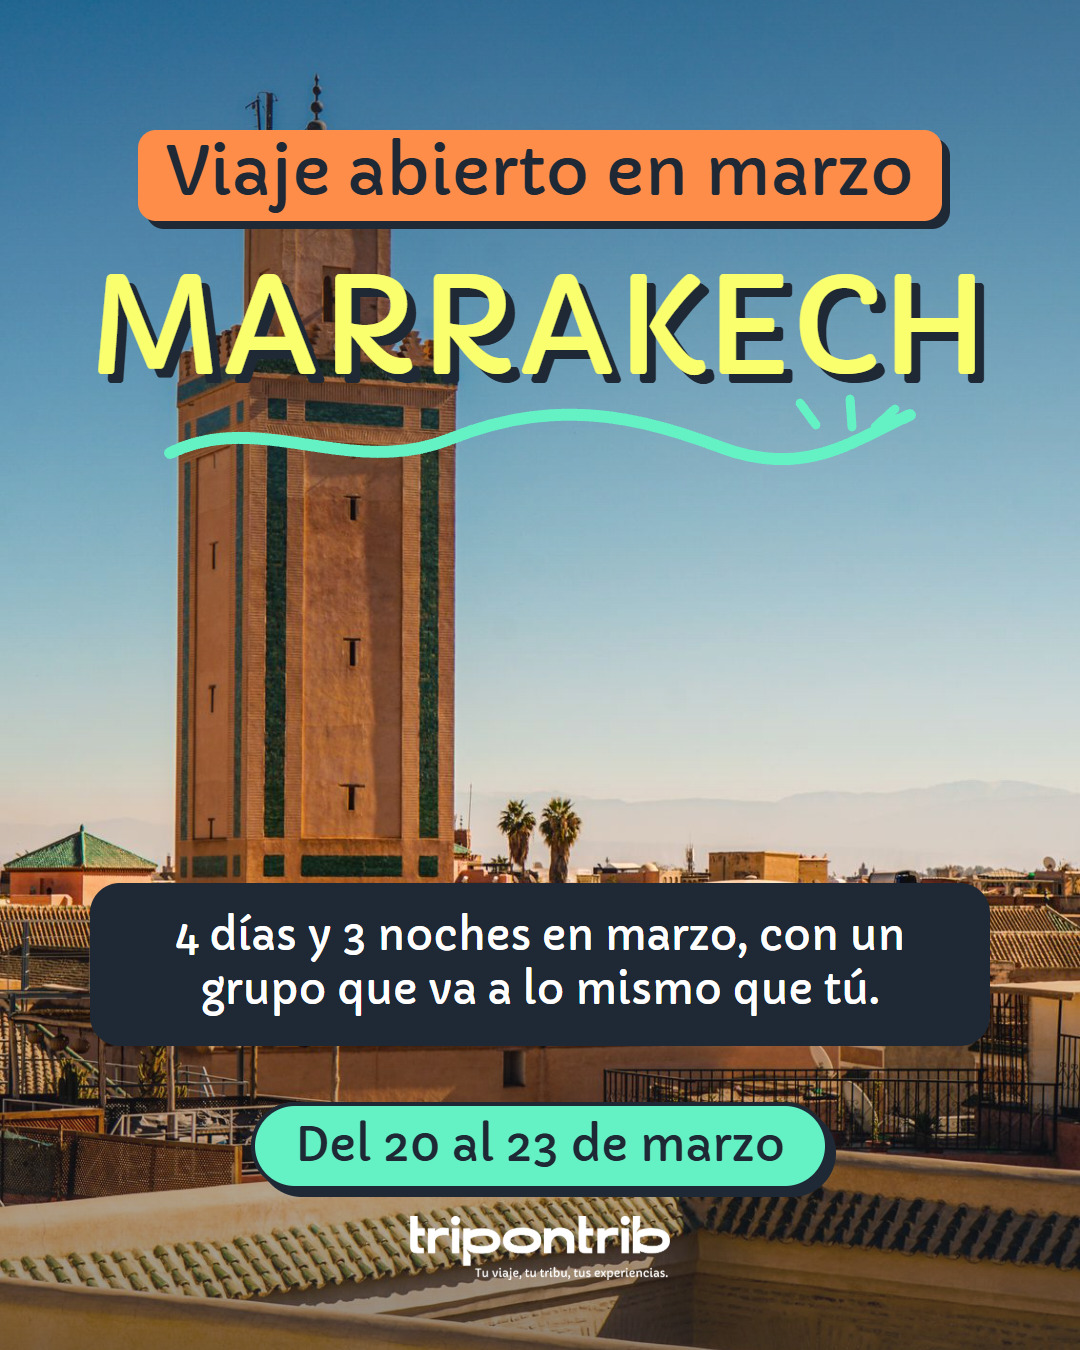 Viaje abierto en marzo
MARRAKECH
4 días y 3 noches en marzo, con un
grupo que va a lo mismo que tú.
Del 20 al 23 de marzo
tripontrib
Tu viaje, tu tribu, tus experiencias.